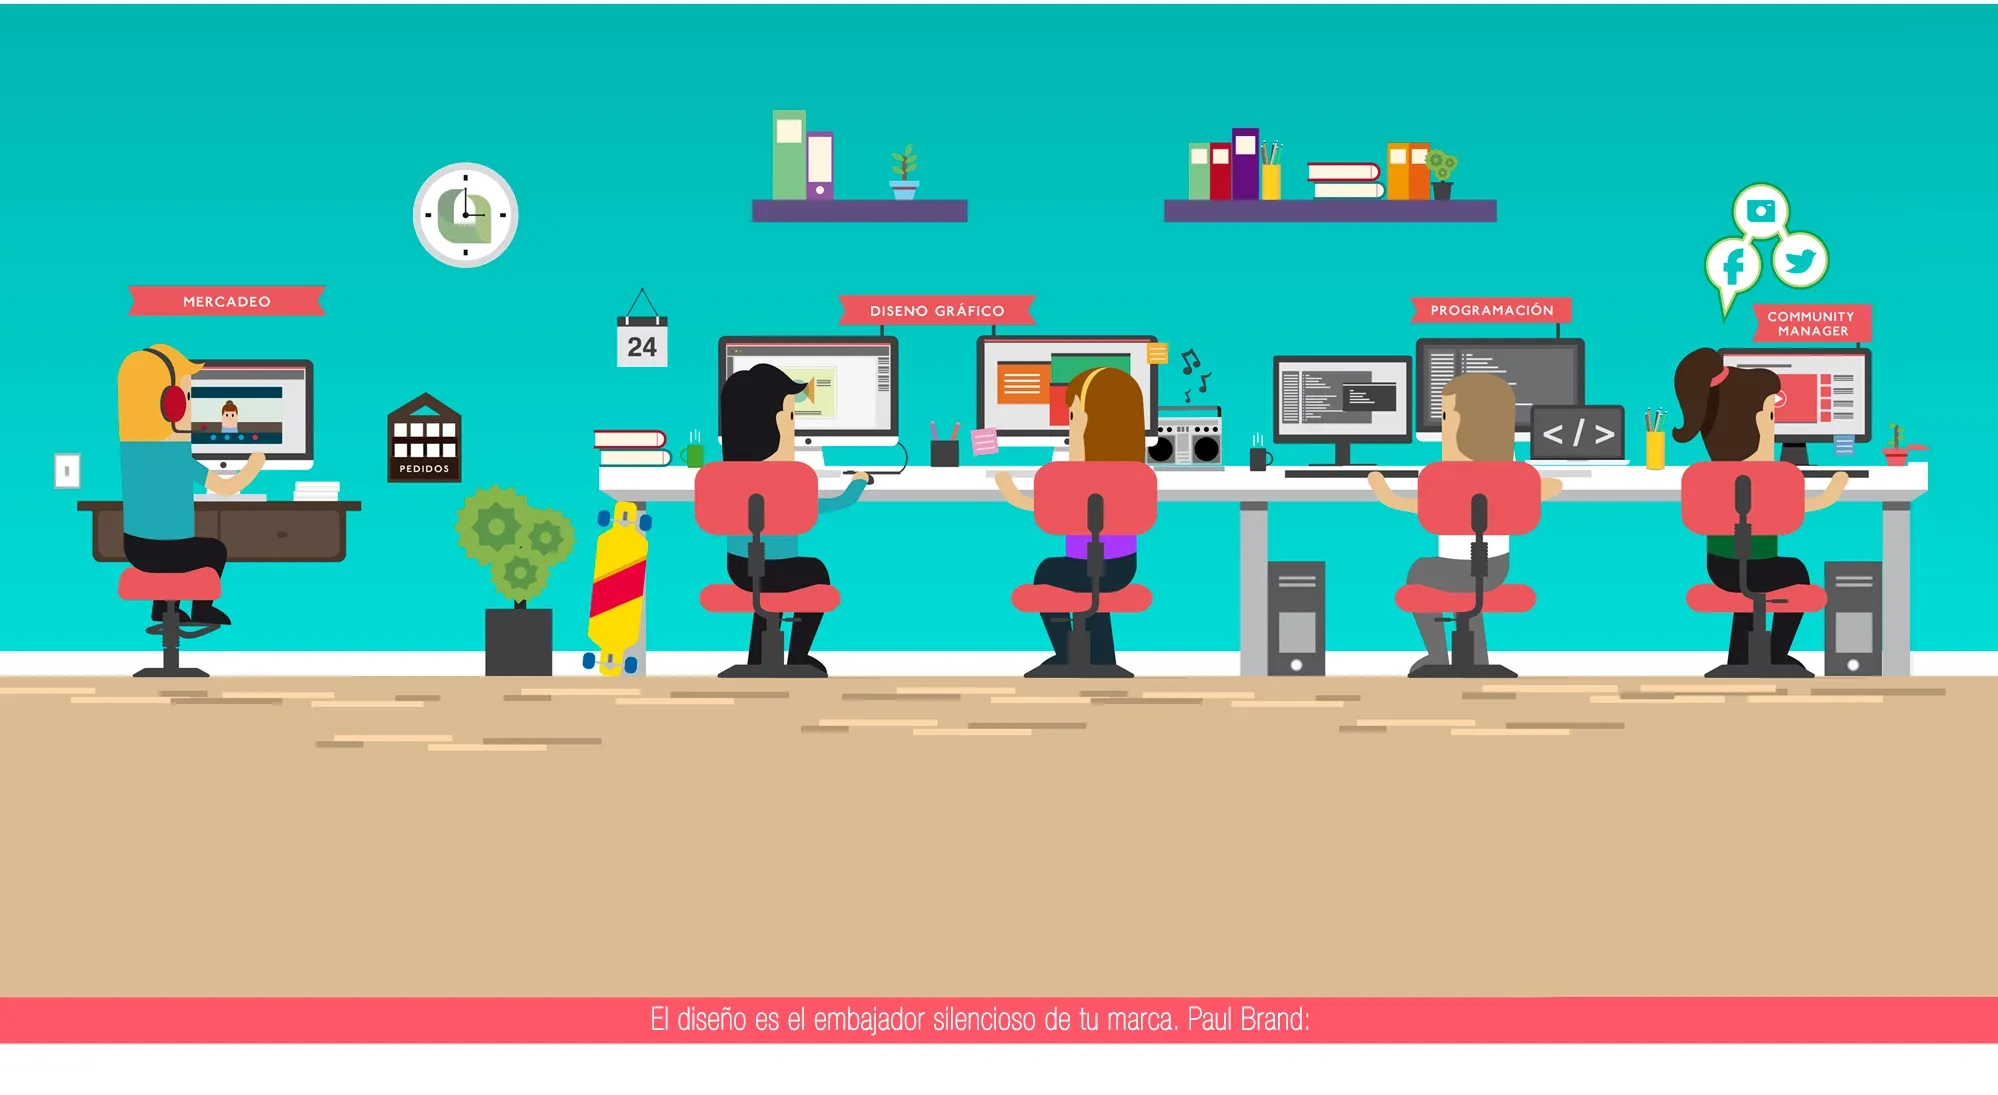 MERCADEO
PEDIDOS
24
DISENO GRÁFICO
PROGRAMACIÓN
</>
COMMUNITY
MANAGER
El diseño es el embajador silencioso de tu marca. Paul Brand: